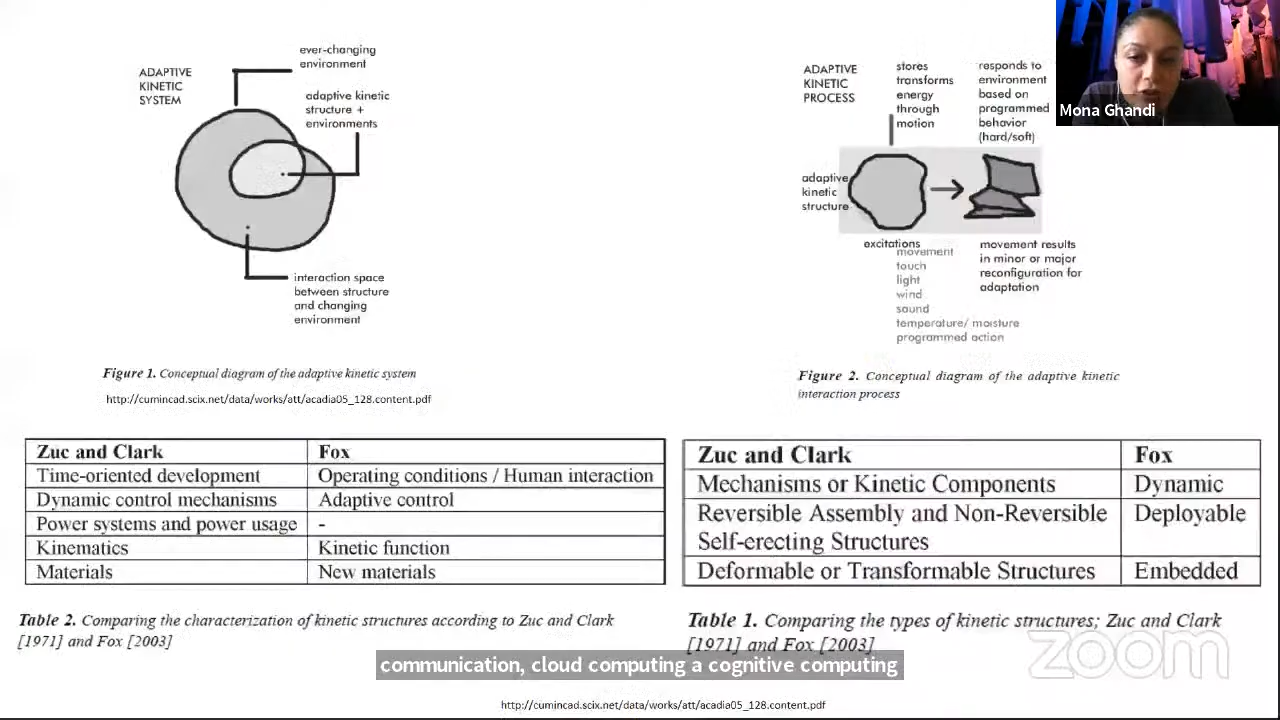 ADAPTIVE
KINETIC
SYSTEM
ever-changing
environment
adaptive kinetic
structure +
environments
interaction space
between structure
and changing
environment
Figure 1. Conceptual diagram of the adaptive kinetic system
http://cumincad.scix.net/data/works/att/acadia05_128.content.pdf
ADAPTIVE
KINETIC
PROCESS
stores
transforms
energy
through
motion
responds to
environment
based on
programmed
behavior
(hard/soft)
Mona Ghandi
adaptive
kinetic
structure
excitations
movement
touch
light
wind
sound
temperature/ moisture
programmed action
movement results
in minor or major
reconfiguration for
adaptation
Figure 2. Conceptual diagram of the adaptive kinetic
interaction process
Zuc and Clark Fox
Time-oriented development Operating conditions / Human interaction
Dynamic control mechanisms Adaptive control
Power systems and power usage -
Kinematics Kinetic function
Materials New materials
Table 2. Comparing the characterization of kinetic structures according to Zuc and Clark
[1971] and Fox [2003]
Zuc and Clark Fox
Mechanisms or Kinetic Components Dynamic
Reversible Assembly and Non-Reversible Deployable
Self-erecting Structures
Deformable or Transformable Structures Embedded
Table 1. Comparing the types of kinetic structures; Zuc and Clark
[1971] and Fox [2003]
zoom
communication, cloud computing a cognitive computing
http://cumincad.scix.net/data/works/att/acadia05_128.content.pdf